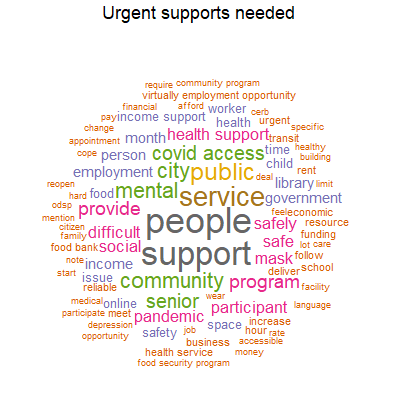 Urgent supports needed
require community program
virtually employment opportunity
financial afford worker cerb
pay income support health urgent specific
change month health support transit
appointment covid access time healthy
cope person building
reopen employment city public deal child rent
hard food mental service library limit
odsp provide government
mention people feel economic
citizen difficult safely resource
family social support safe funding
food bank lot care
note income mask follow
start issue community program deliver school
reliable facility
medical online senior wear participant language
participate meet pandemic space increase
depression safety job hour rate
opportunity business accessible
health service money
food security program